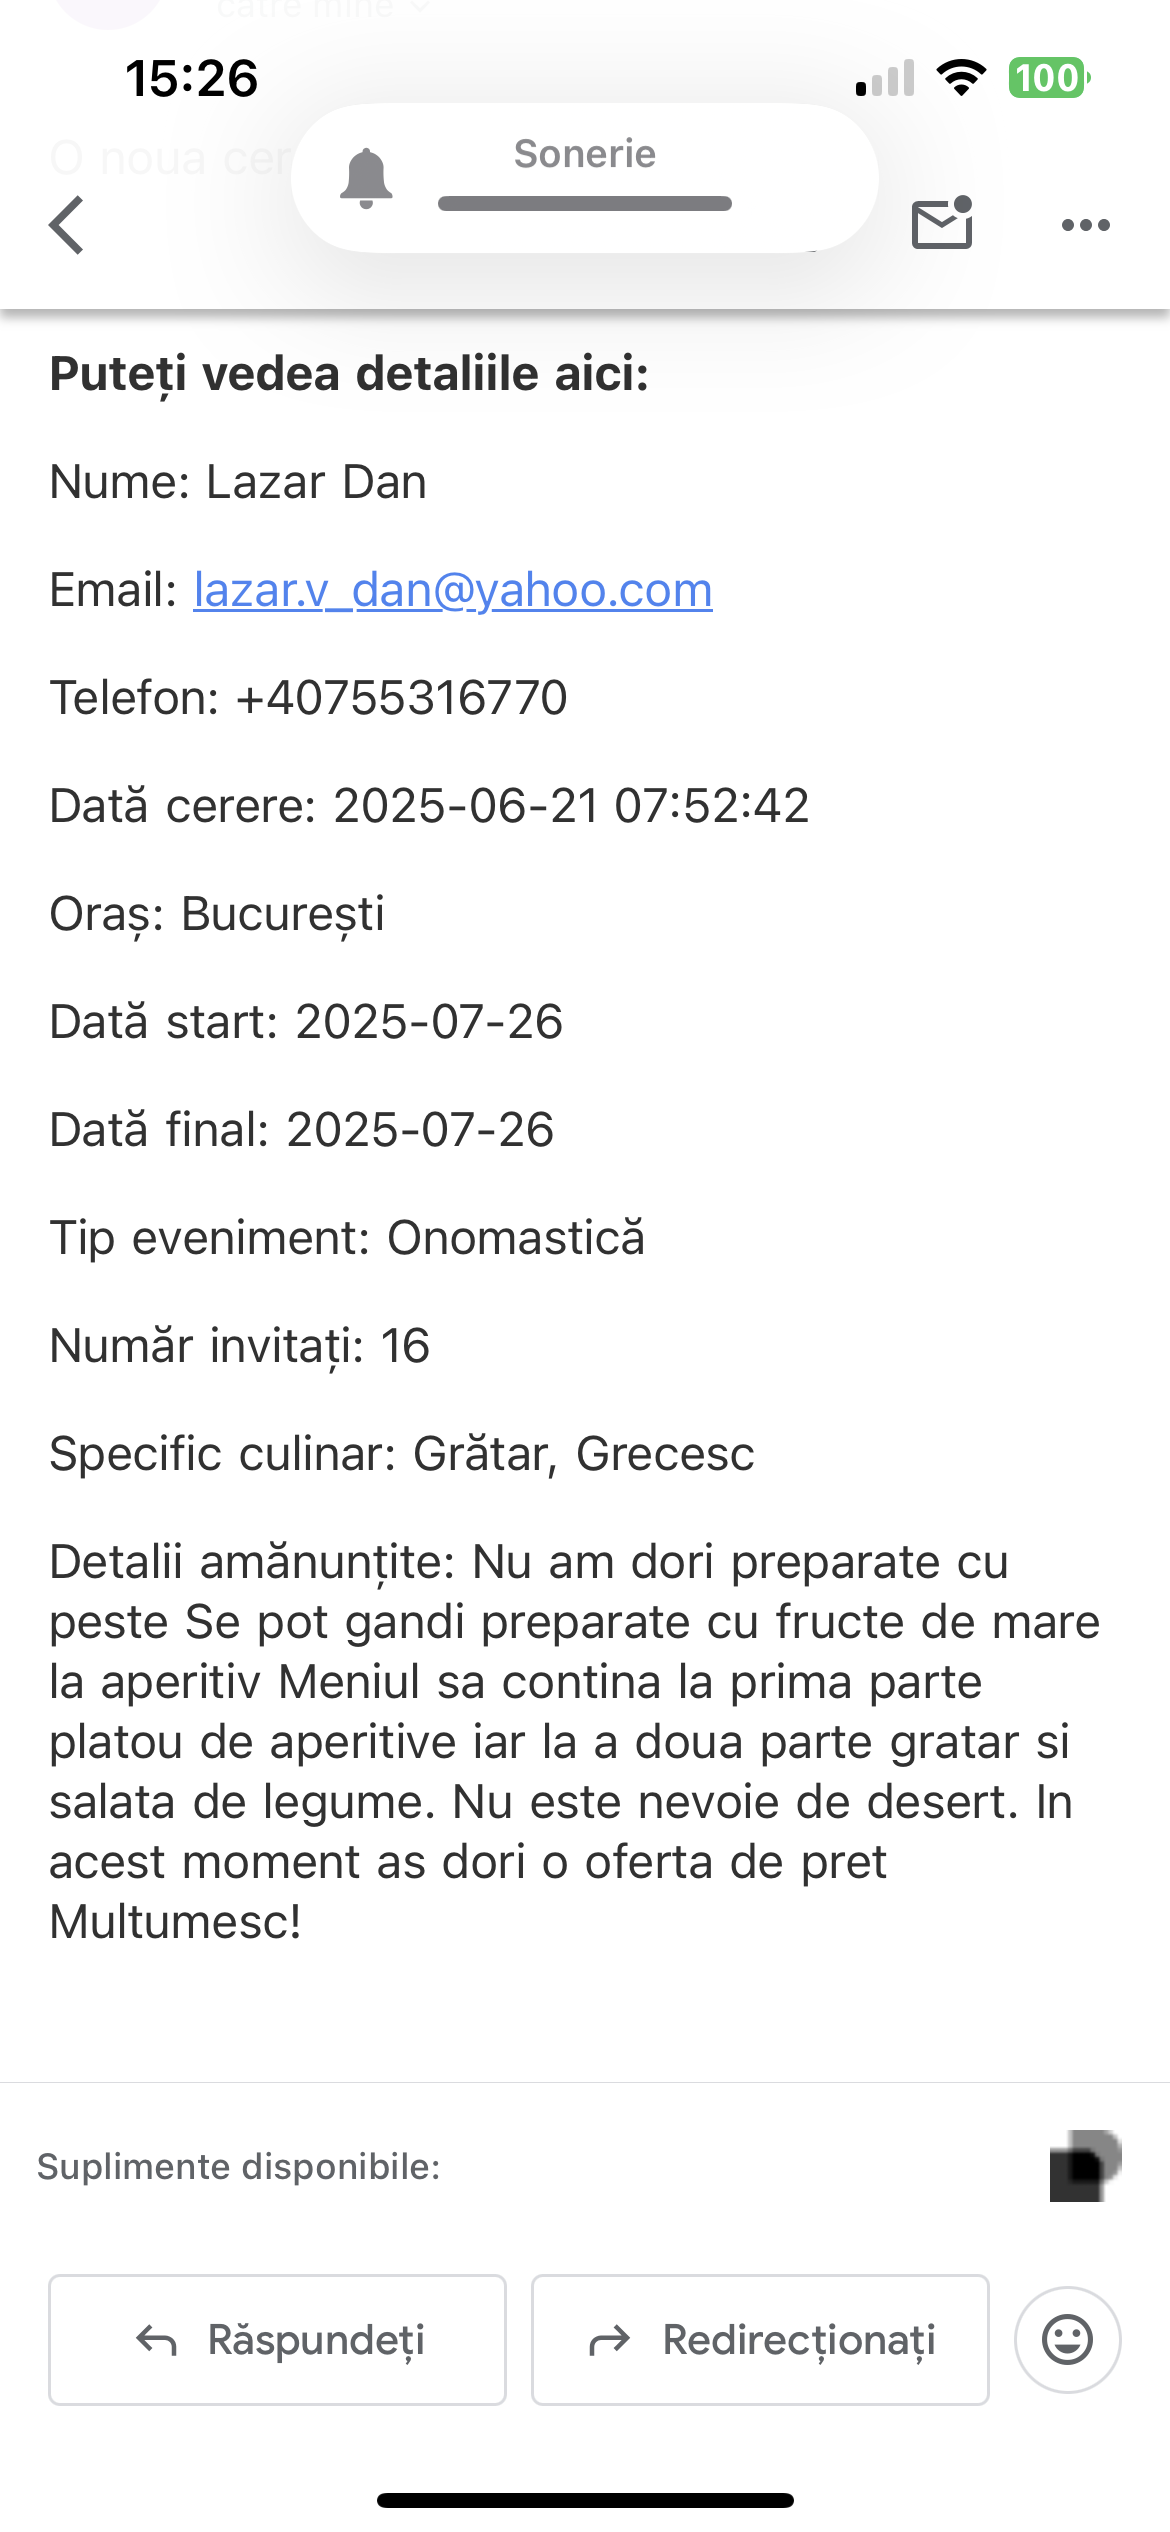 către mine
15:26
100
O noua cer
Sonerie
Puteți vedea detaliile aici:
Nume: Lazar Dan
Email: lazar.v_dan@yahoo.com
Telefon: +40755316770
Dată cerere: 2025-06-21 07:52:42
Oraș: București
Dată start: 2025-07-26
Dată final: 2025-07-26
Tip eveniment: Onomastică
Număr invitați: 16
Specific culinar: Grătar, Grecesc
Detalii amănunțite: Nu am dori preparate cu
peste Se pot gandi preparate cu fructe de mare
la aperitiv Meniul sa contina la prima parte
platou de aperitive iar la a doua parte gratar si
salata de legume. Nu este nevoie de desert. In
acest moment as dori o oferta de pret
Multumesc!
Suplimente disponibile:
Răspundeți
Redirecționați